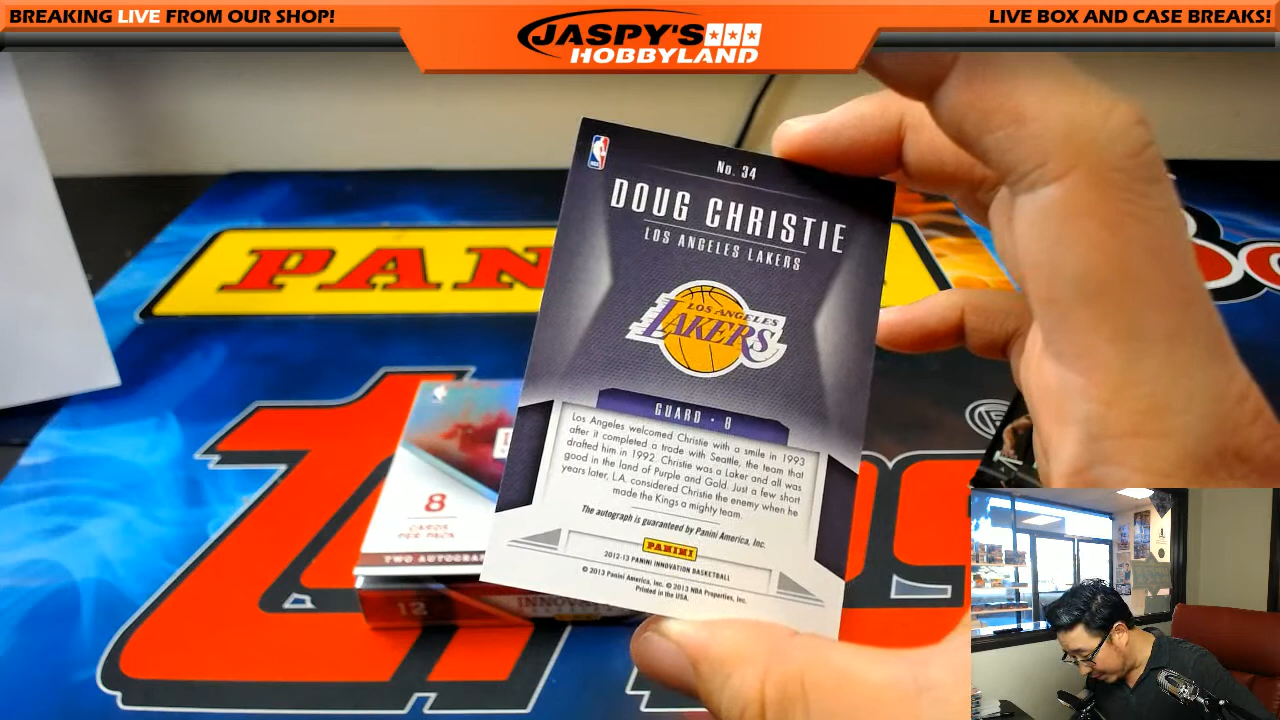 BREAKING LIVE FROM OUR SHOP!
JASPY'S
HOBBYLAND
LIVE BOX AND CASE BREAKS!
PAN
No. 34
DOUG CHRISTIE
LOS ANGELES LAKERS
LOS ANGELES
LAKERS
GUARD • 8
Los Angeles welcomed Christie with a smile in 1993
after it completed a trade with Seattle, the team that
drafted him in 1992. Christie was a Laker and all was
good in the land of Purple and Gold. Just a few short
years later, L.A. considered Christie the enemy when he
made the Kings a mighty team.
The autograph is guaranteed by Panini America, Inc.
PANINI
2012-13 PANINI INNOVATION BASKETBALL
© 2013 Panini America, Inc. © 2013 NBA Properties, Inc.
Printed in the USA.
8
CARDS
PER PACK
TWO AUTOGRA
12